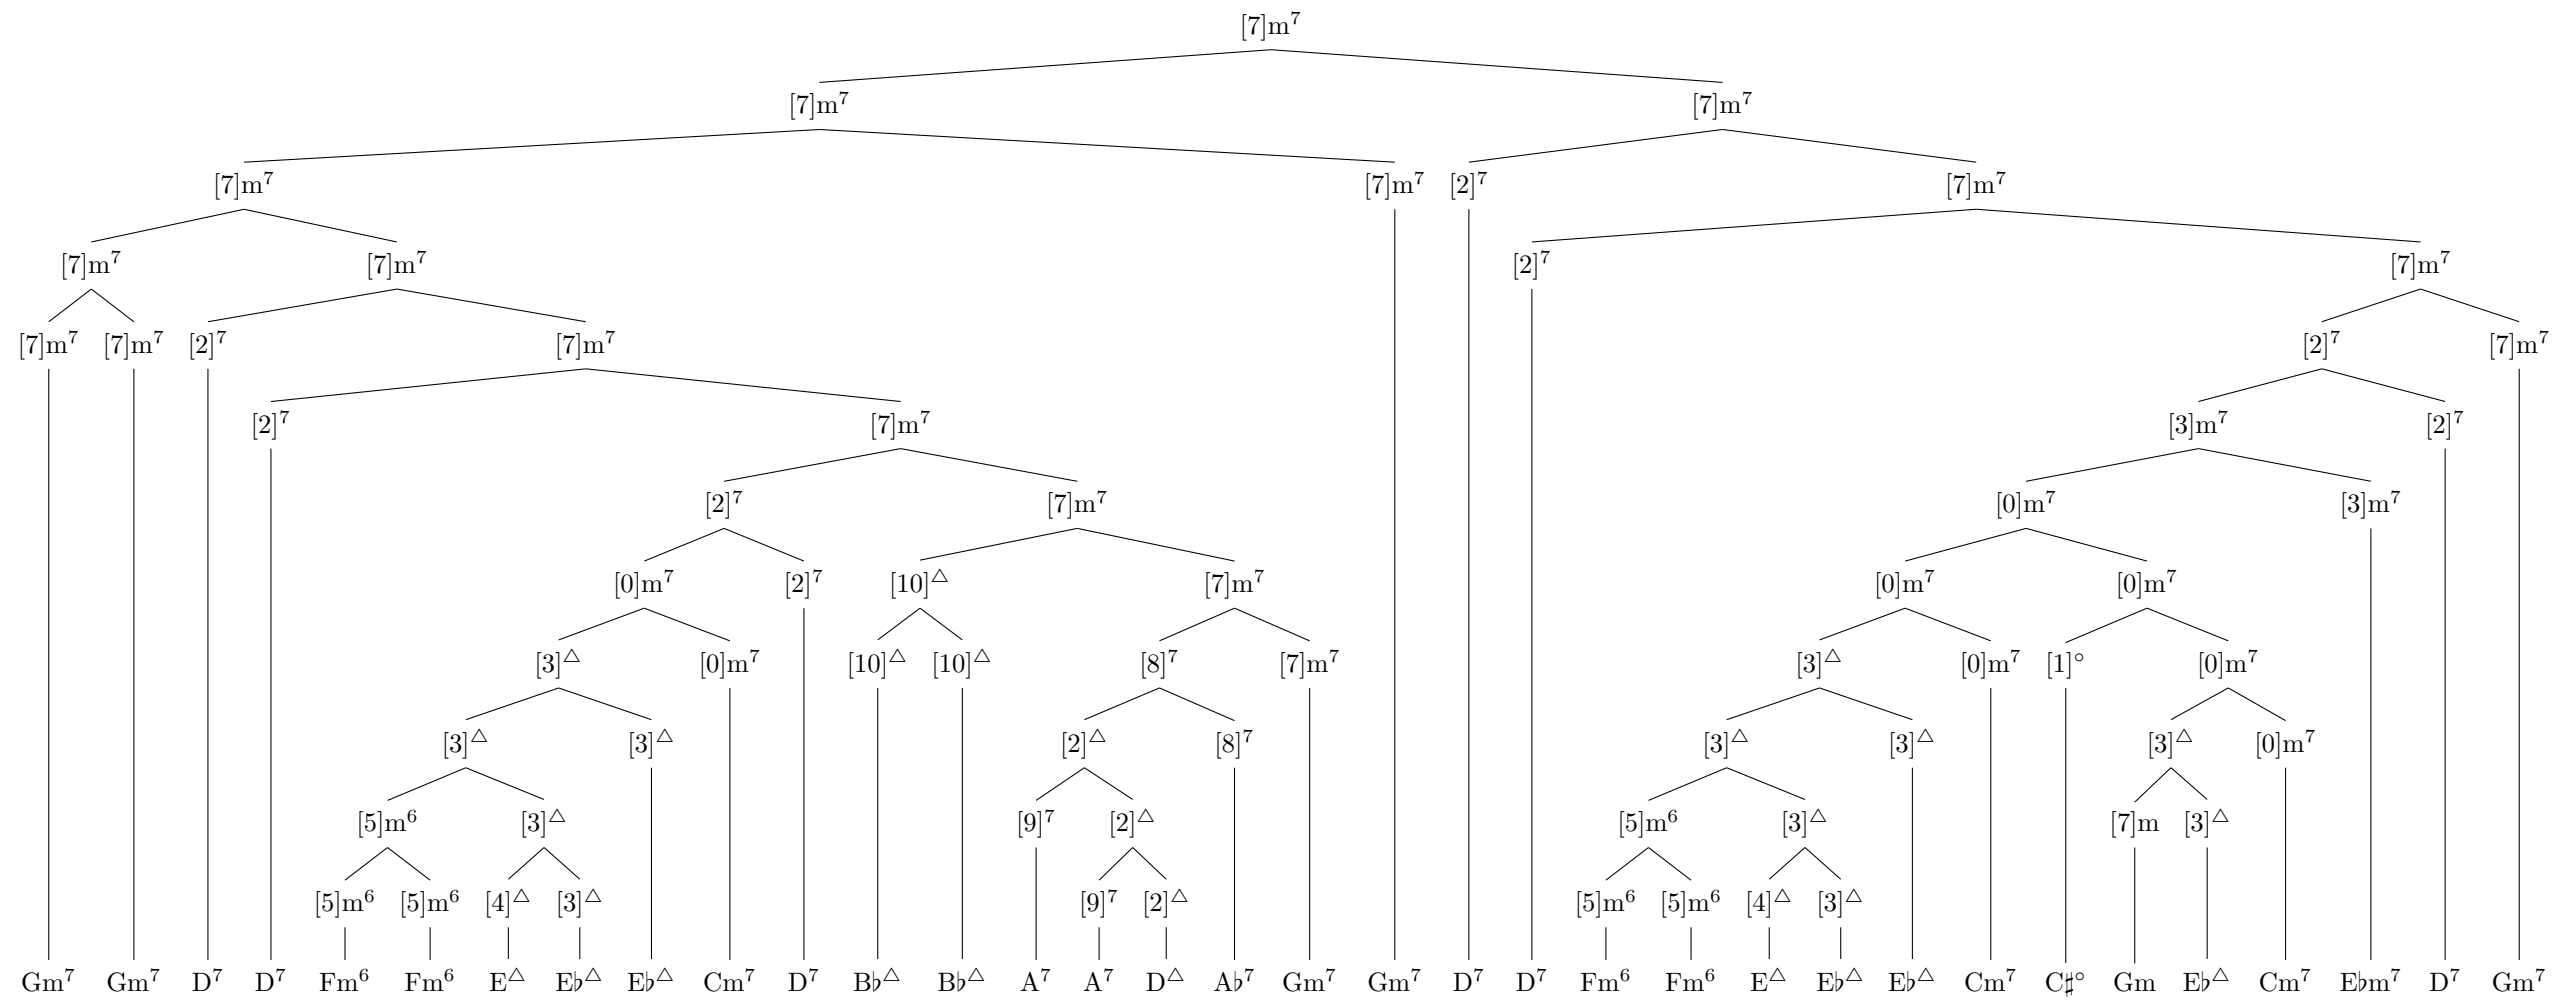 [7]m⁷
[7]m⁷ [7]m⁷
[7]m⁷ [7]m⁷ [2]⁷ [7]m⁷
[7]m⁷ [7]m⁷ [2]⁷ [7]m⁷
[7]m⁷ [7]m⁷ [2]⁷ [7]m⁷ [2]⁷ [7]m⁷
[2]⁷ [7]m⁷ [3]m⁷ [2]⁷
[2]⁷ [7]m⁷ [0]m⁷ [3]m⁷
[0]m⁷ [2]⁷ [10]△ [7]m⁷ [0]m⁷ [0]m⁷
[3]△ [0]m⁷ [10]△ [10]△ [8]⁷ [7]m⁷ [3]△ [0]m⁷ [1]° [0]m⁷
[3]△ [3]△ [2]△ [8]⁷ [3]△ [3]△ [3]△ [0]m⁷
[5]m⁶ [3]△ [9]⁷ [2]△ [5]m⁶ [3]△ [7]m [3]△
[5]m⁶ [5]m⁶ [4]△ [3]△ [9]⁷ [2]△ [5]m⁶ [5]m⁶ [4]△ [3]△
Gm⁷ Gm⁷ D⁷ D⁷ Fm⁶ Fm⁶ E△ E♭△ E♭△ Cm⁷ D⁷ B♭△ B♭△ A⁷ A⁷ D△ A♭⁷ Gm⁷ Gm⁷ D⁷ D⁷ Fm⁶ Fm⁶ E△ E♭△ E♭△ Cm⁷ C♯° Gm E♭△ Cm⁷ E♭m⁷ D⁷ Gm⁷